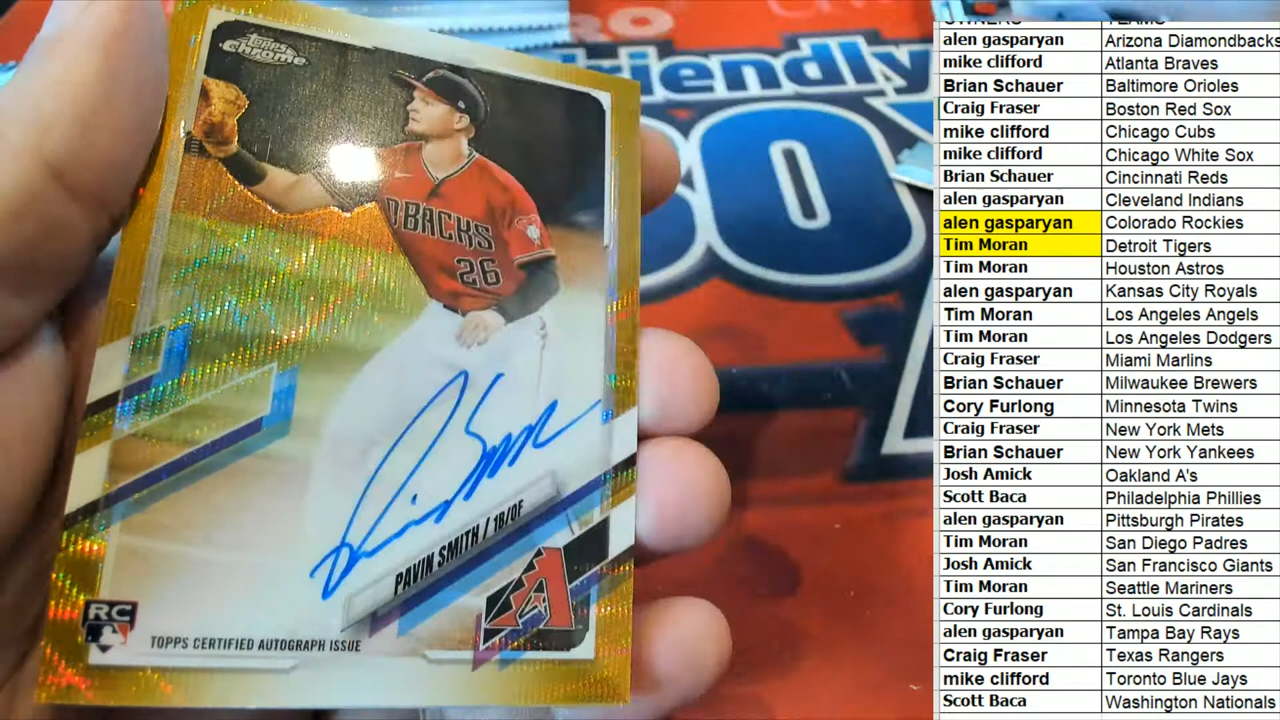 topps
Chrome
DBACKS
26
PAVIN SMITH / 1B/OF
RC
TOPPS CERTIFIED AUTOGRAPH ISSUE
A
riendly
OWNERS TEAMS
alen gasparyan Arizona Diamondbacks
mike clifford Atlanta Braves
Brian Schauer Baltimore Orioles
Craig Fraser Boston Red Sox
mike clifford Chicago Cubs
mike clifford Chicago White Sox
Brian Schauer Cincinnati Reds
alen gasparyan Cleveland Indians
alen gasparyan Colorado Rockies
Tim Moran Detroit Tigers
Tim Moran Houston Astros
alen gasparyan Kansas City Royals
Tim Moran Los Angeles Angels
Tim Moran Los Angeles Dodgers
Craig Fraser Miami Marlins
Brian Schauer Milwaukee Brewers
Cory Furlong Minnesota Twins
Craig Fraser New York Mets
Brian Schauer New York Yankees
Josh Amick Oakland A's
Scott Baca Philadelphia Phillies
alen gasparyan Pittsburgh Pirates
Tim Moran San Diego Padres
Josh Amick San Francisco Giants
Tim Moran Seattle Mariners
Cory Furlong St. Louis Cardinals
alen gasparyan Tampa Bay Rays
Craig Fraser Texas Rangers
mike clifford Toronto Blue Jays
Scott Baca Washington Nationals